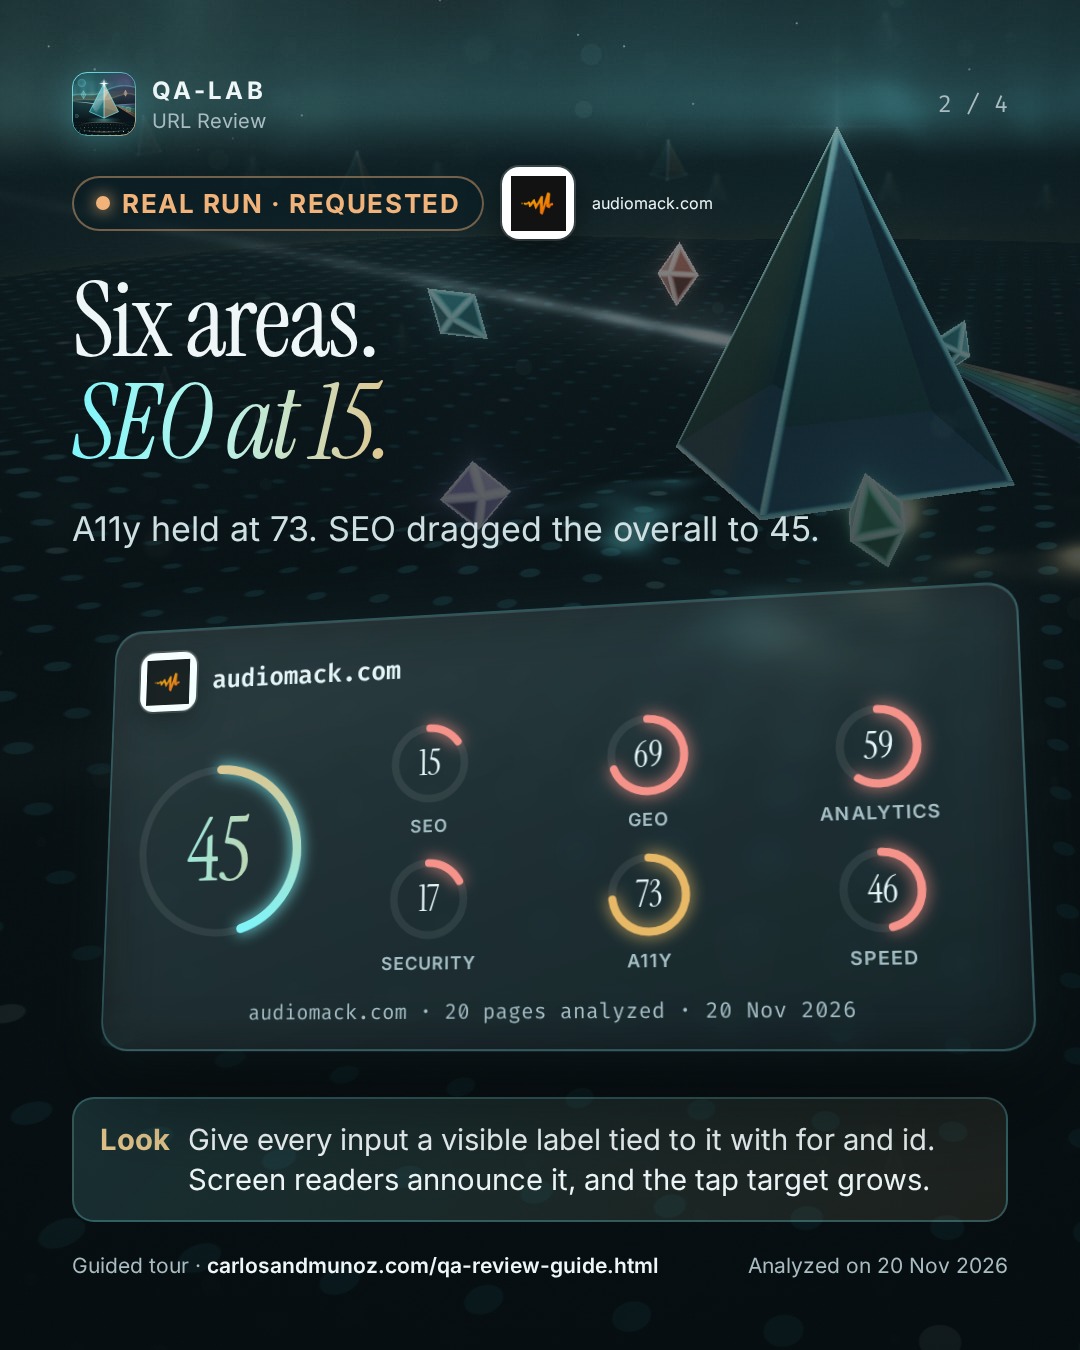 QA-LAB
URL Review
2 / 4
REAL RUN · REQUESTED
audiomack.com
Six areas.
SEO at 15.
A11y held at 73. SEO dragged the overall to 45.
audiomack.com
45
15
SEO
69
GEO
59
ANALYTICS
17
SECURITY
73
A11Y
46
SPEED
audiomack.com · 20 pages analyzed · 20 Nov 2026
Look Give every input a visible label tied to it with for and id.
Screen readers announce it, and the tap target grows.
Guided tour · carlosandmunoz.com/qa-review-guide.html
Analyzed on 20 Nov 2026